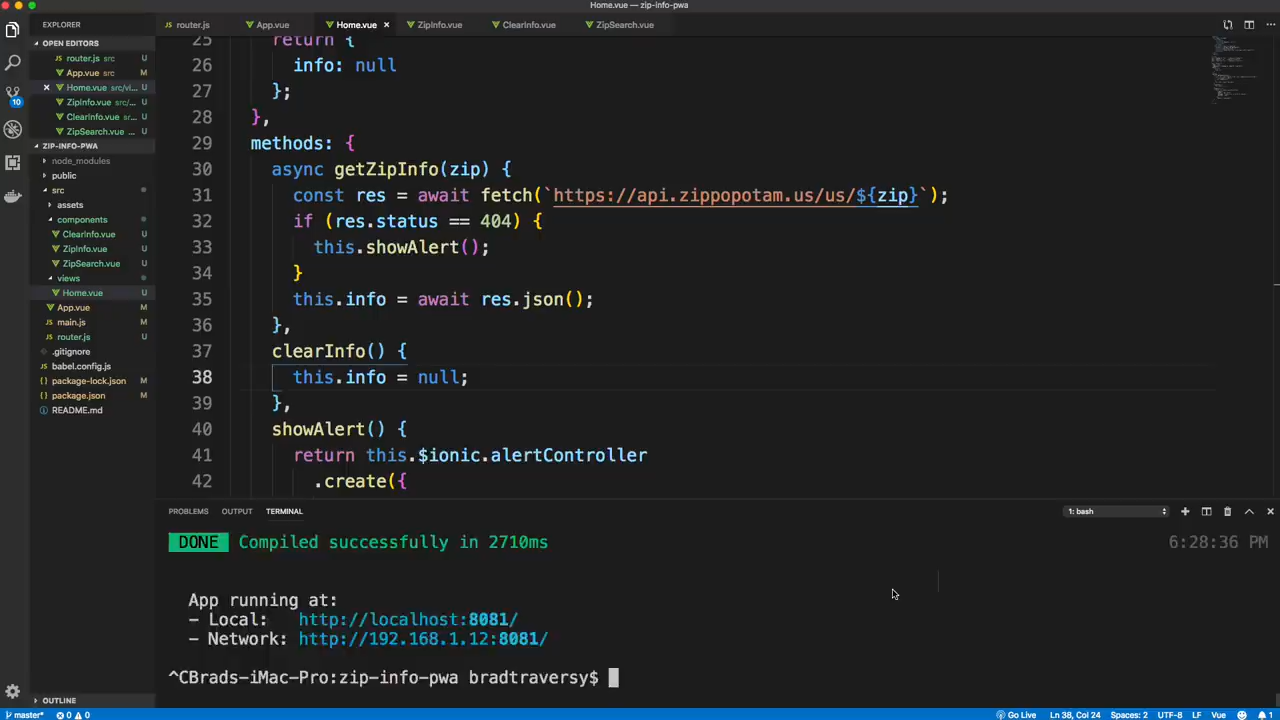 Home.vue — zip-info-pwa
EXPLORER
router.js App.vue Home.vue × ZipInfo.vue ClearInfo.vue ZipSearch.vue
OPEN EDITORS
router.js src U
App.vue src M
Home.vue src/vi... U
ZipInfo.vue src/... U
ClearInfo.vue sr... U
ZipSearch.vue ... U
ZIP-INFO-PWA
node_modules
public
src
assets
components
ClearInfo.vue U
ZipInfo.vue U
ZipSearch.vue U
views
Home.vue U
App.vue M
main.js M
router.js U
.gitignore
babel.config.js
package-lock.json M
package.json M
README.md
OUTLINE
10
25 return {
26 info: null
27 };
28 },
29 methods: {
30 async getZipInfo(zip) {
31 const res = await fetch(`https://api.zippopotam.us/us/${zip}`);
32 if (res.status == 404) {
33 this.showAlert();
34 }
35 this.info = await res.json();
36 },
37 clearInfo() {
38 this.info = null;
39 },
40 showAlert() {
41 return this.$ionic.alertController
42 .create({
PROBLEMS OUTPUT TERMINAL 1: bash
DONE Compiled successfully in 2710ms 6:28:36 PM
App running at:
- Local: http://localhost:8081/
- Network: http://192.168.1.12:8081/
^CBrads-iMac-Pro:zip-info-pwa bradtraversy$
master* 0 0 Go Live Ln 38, Col 24 Spaces: 2 UTF-8 LF Vue 1